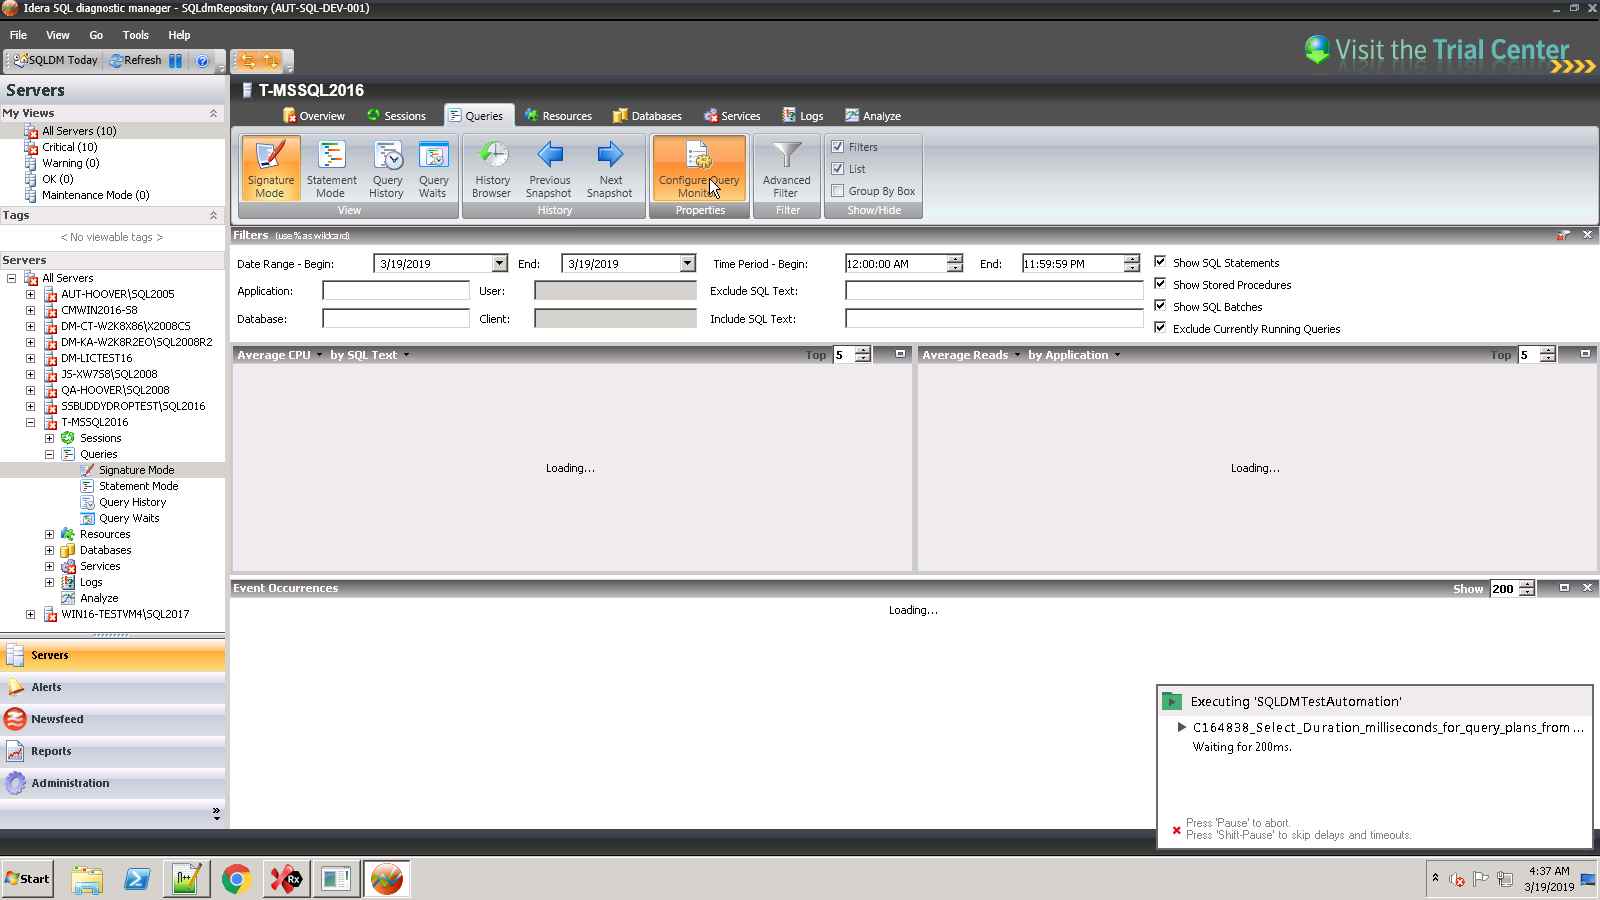 Idera SQL diagnostic manager - SQLdmRepository (AUT-SQL-DEV-001)
File View Go Tools Help
SQLDM Today Refresh
Visit the Trial Center
Servers
T-MSSQL2016
My Views
All Servers (10)
Critical (10)
Warning (0)
OK (0)
Maintenance Mode (0)
Tags
< No viewable tags >
Servers
All Servers
AUT-HOOVER\SQL2005
CMWIN2016-58
DM-CT-W2K8X86\X2008CS
DM-KA-W2K8R2EO\SQL2008R2
DM-LICTEST16
JS-XW7S8\SQL2008
QA-HOOVER\SQL2008
SSBUDDYDROPTEST\SQL2016
T-MSSQL2016
Sessions
Queries
Signature Mode
Statement Mode
Query History
Query Waits
Resources
Databases
Services
Logs
Analyze
WIN16-TESTVM4\SQL2017
Servers
Alerts
Newsfeed
Reports
Administration
Overview Sessions Queries Resources Databases Services Logs Analyze
Signature Mode
Statement Mode
Query History
Query Waits
View
History Browser
Previous Snapshot
Next Snapshot
History
Configure Query
Properties
Advanced Filter
Filter
Filters
List
Group By Box
Show/Hide
Filters (use % as wildcard)
Date Range - Begin: 3/19/2019 End: 3/19/2019 Time Period - Begin: 12:00:00 AM End: 11:59:59 PM
Application: User: Exclude SQL Text:
Database: Client: Include SQL Text:
Show SQL Statements
Show Stored Procedures
Show SQL Batches
Exclude Currently Running Queries
Average CPU by SQL Text Top 5
Loading...
Average Reads by Application Top 5
Loading...
Event Occurrences Show 200
Loading...
Executing 'SQLDMTestAutomation'
C164838_Select_Duration_milliseconds_for_query_plans_from ...
Waiting for 200ms.
Press 'Pause' to abort.
Press 'Shift-Pause' to skip delays and timeouts.
Start
n++
Rx
4:37 AM
3/19/2019